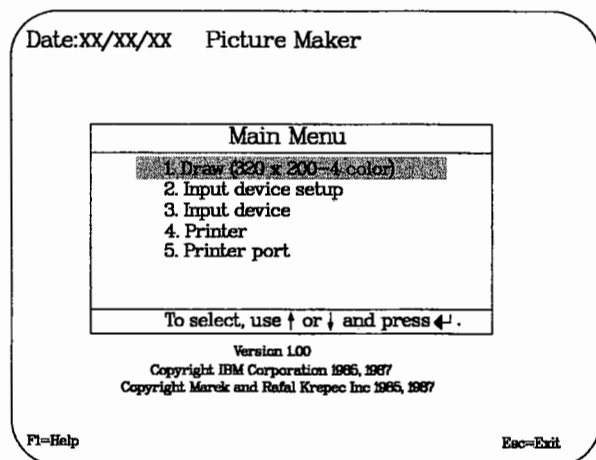 Date:XX/XX/XX Picture Maker
Main Menu
1. Draw (320 x 200-4 color)
2. Input device setup
3. Input device
4. Printer
5. Printer port
To select, use ↑ or ↓ and press ↵.
Version 1.00
Copyright IBM Corporation 1985, 1987
Copyright Marek and Rafal Krepec Inc 1985, 1987
F1=Help Esc=Exit